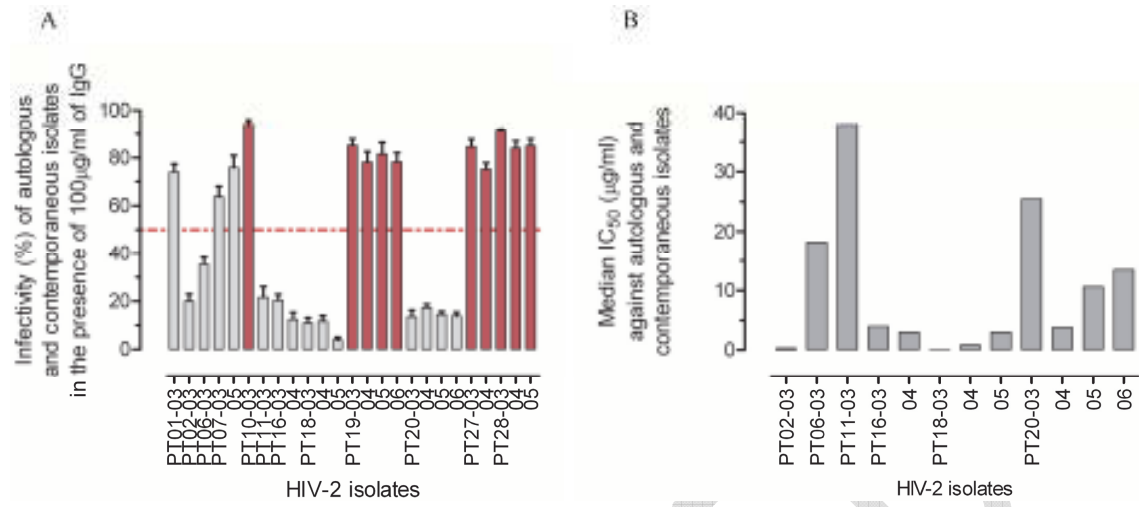 A
Infectivity (%) of autologous
and contemporaneous isolates
in the presence of 100µg/ml of IgG
100
80
60
40
20
0
PT01-03
PT02-03
PT06-03
PT07-03
05
PT10-03
PT11-03
PT16-03
04
PT18-03
04
05
PT19-03
04
05
06
PT20-03
04
05
06
PT27-03
04
PT28-03
04
05
HIV-2 isolates
B
Median IC50 (µg/ml)
against autologous and
contemporaneous isolates
40
30
20
10
0
PT02-03
PT06-03
PT11-03
PT16-03
04
PT18-03
04
05
PT20-03
04
05
06
HIV-2 isolates